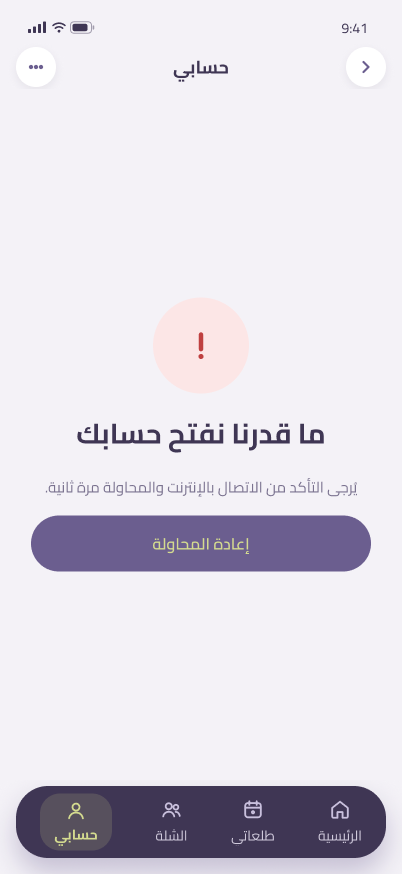 9:41
حسابي
ما قدرنا نفتح حسابك
يُرجى التأكد من الاتصال بالإنترنت والمحاولة مرة ثانية.
إعادة المحاولة
الرئيسية
طلعاتي
الشلة
حسابي